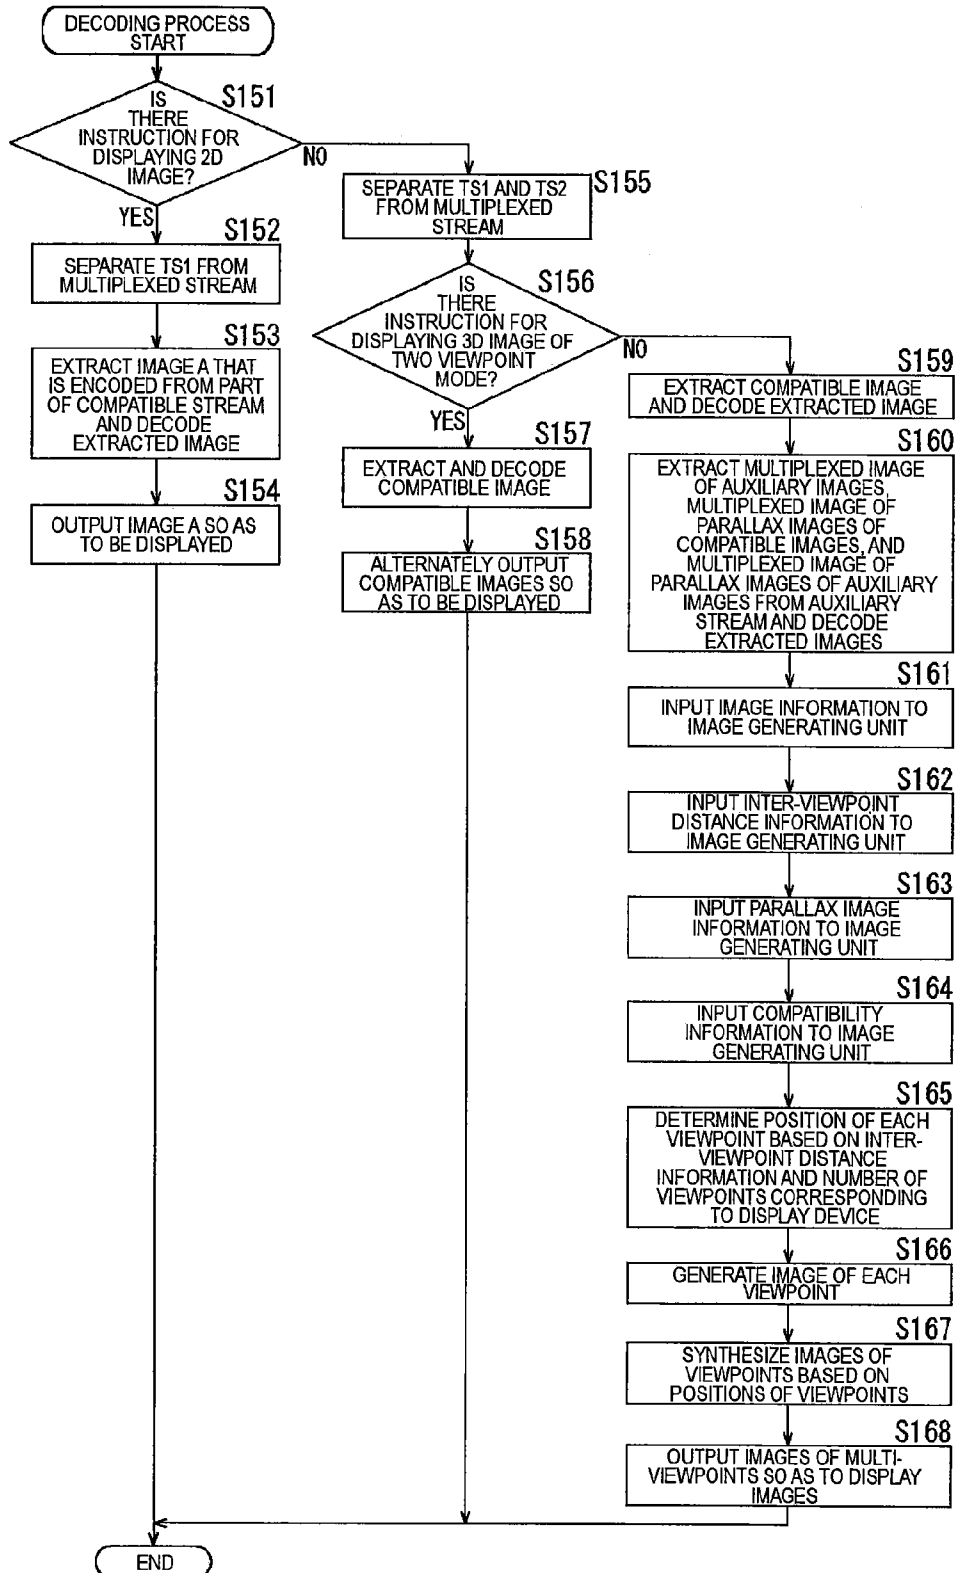 DECODING PROCESS
START
S151
IS
THERE
INSTRUCTION FOR
DISPLAYING 2D
IMAGE?
NO
YES
S152
SEPARATE TS1 FROM
MULTIPLEXED STREAM
S153
EXTRACT IMAGE A THAT
IS ENCODED FROM PART
OF COMPATIBLE STREAM
AND DECODE
EXTRACTED IMAGE
S154
OUTPUT IMAGE A SO AS
TO BE DISPLAYED
S155
SEPARATE TS1 AND TS2
FROM MULTIPLEXED
STREAM
S156
IS
THERE
INSTRUCTION FOR
DISPLAYING 3D IMAGE OF
TWO VIEWPOINT
MODE?
NO
YES
S157
EXTRACT AND DECODE
COMPATIBLE IMAGE
S158
ALTERNATELY OUTPUT
COMPATIBLE IMAGES SO
AS TO BE DISPLAYED
S159
EXTRACT COMPATIBLE IMAGE
AND DECODE EXTRACTED IMAGE
S160
EXTRACT MULTIPLEXED IMAGE
OF AUXILIARY IMAGES,
MULTIPLEXED IMAGE OF
PARALLAX IMAGES OF
COMPATIBLE IMAGES, AND
MULTIPLEXED IMAGE OF
PARALLAX IMAGES OF AUXILIARY
IMAGES FROM AUXILIARY
STREAM AND DECODE
EXTRACTED IMAGES
S161
INPUT IMAGE INFORMATION TO
IMAGE GENERATING UNIT
S162
INPUT INTER-VIEWPOINT
DISTANCE INFORMATION TO
IMAGE GENERATING UNIT
S163
INPUT PARALLAX IMAGE
INFORMATION TO IMAGE
GENERATING UNIT
S164
INPUT COMPATIBILITY
INFORMATION TO IMAGE
GENERATING UNIT
S165
DETERMINE POSITION OF EACH
VIEWPOINT BASED ON INTER-
VIEWPOINT DISTANCE
INFORMATION AND NUMBER OF
VIEWPOINTS CORRESPONDING
TO DISPLAY DEVICE
S166
GENERATE IMAGE OF EACH
VIEWPOINT
S167
SYNTHESIZE IMAGES OF
VIEWPOINTS BASED ON
POSITIONS OF VIEWPOINTS
S168
OUTPUT IMAGES OF MULTI-
VIEWPOINTS SO AS TO DISPLAY
IMAGES
END